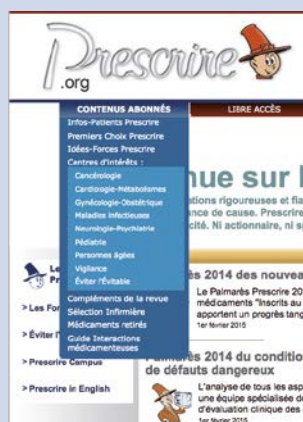 Prescrire
.org
CONTENUS ABONNÉS
LIBRE ACCÈS
Infos-Patients Prescrire
Premiers Choix Prescrire
Idées-Forces Prescrire
Centres d'intérêts :
Cancérologie
Cardiologie-Métabolismes
Gynécologie-Obstétrique
Maladies infectieuses
Neurologie-Psychiatrie
Pédiatrie
Personnes âgées
Vigilance
Éviter l'Évitable
Compléments de la revue
Sélection Infirmière
Médicaments retirés
Guide Interactions
médicamenteuses
nue sur l
tions rigoureuses et fia
nce de cause. Prescrire
cité. Ni actionnaire, ni s
Le
Pr
> Les For
> Éviter l'
> Prescrire Campus
> Prescrire in English
ès 2014 des nouveau
Le Palmarès Prescrire 20
médicaments "inscrits au
apportent un progrès tang
1er février 2015
Palmarès 2014 du conditio
de défauts dangereux
L'analyse de tous les asp
une équipe spécialisée d
d'évaluation clinique des
1er février 2015